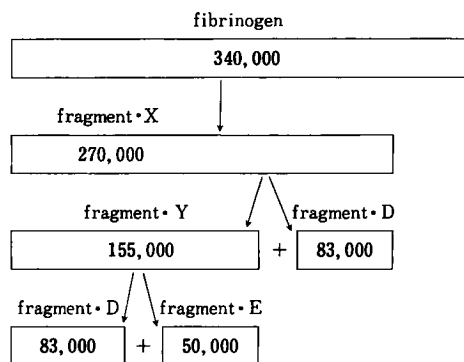 fibrinogen
340,000
fragment・X
270,000
fragment・Y fragment・D
155,000 + 83,000
fragment・D fragment・E
83,000 + 50,000